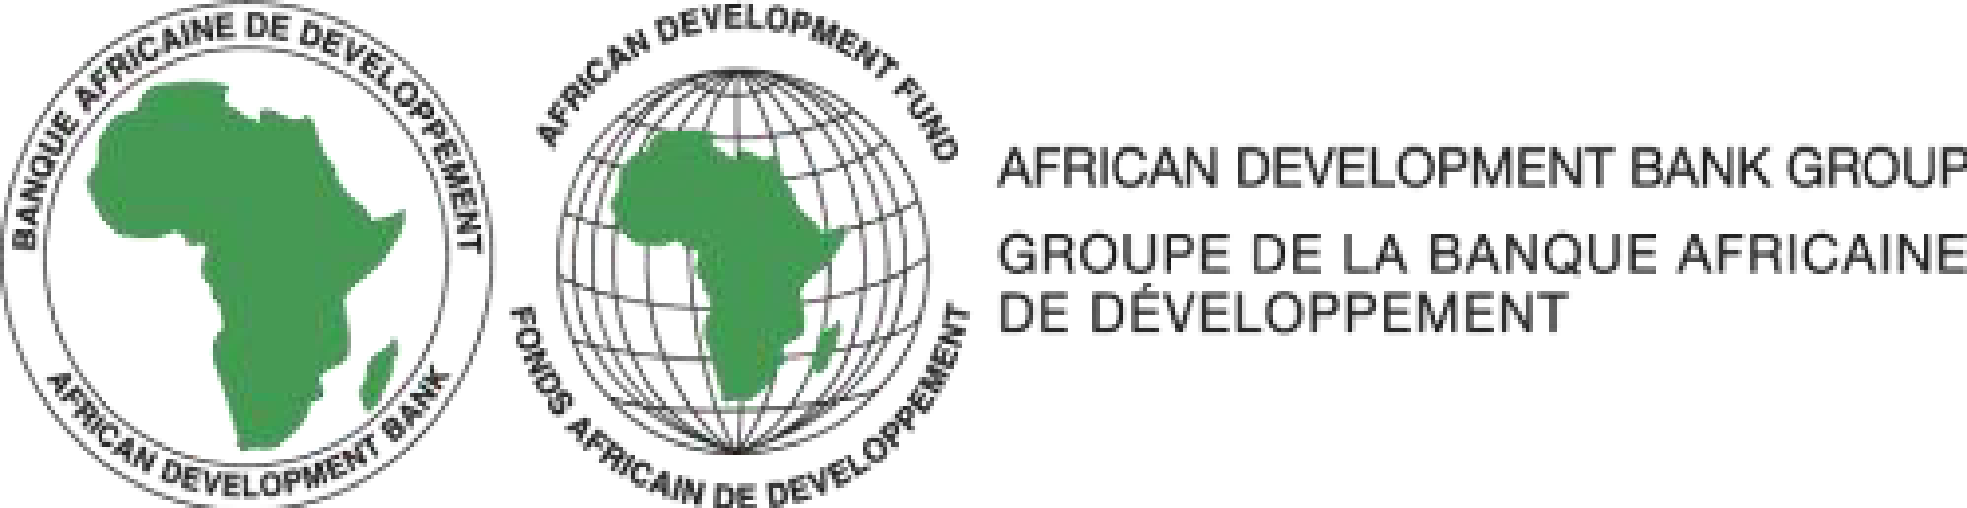 BANQUE AFRICAINE DE DEVELOPPEMENT
AFRICAN DEVELOPMENT BANK
AFRICAN DEVELOPMENT FUND
FONDS AFRICAIN DE DEVELOPPEMENT
AFRICAN DEVELOPMENT BANK GROUP
GROUPE DE LA BANQUE AFRICAINE
DE DÉVELOPPEMENT